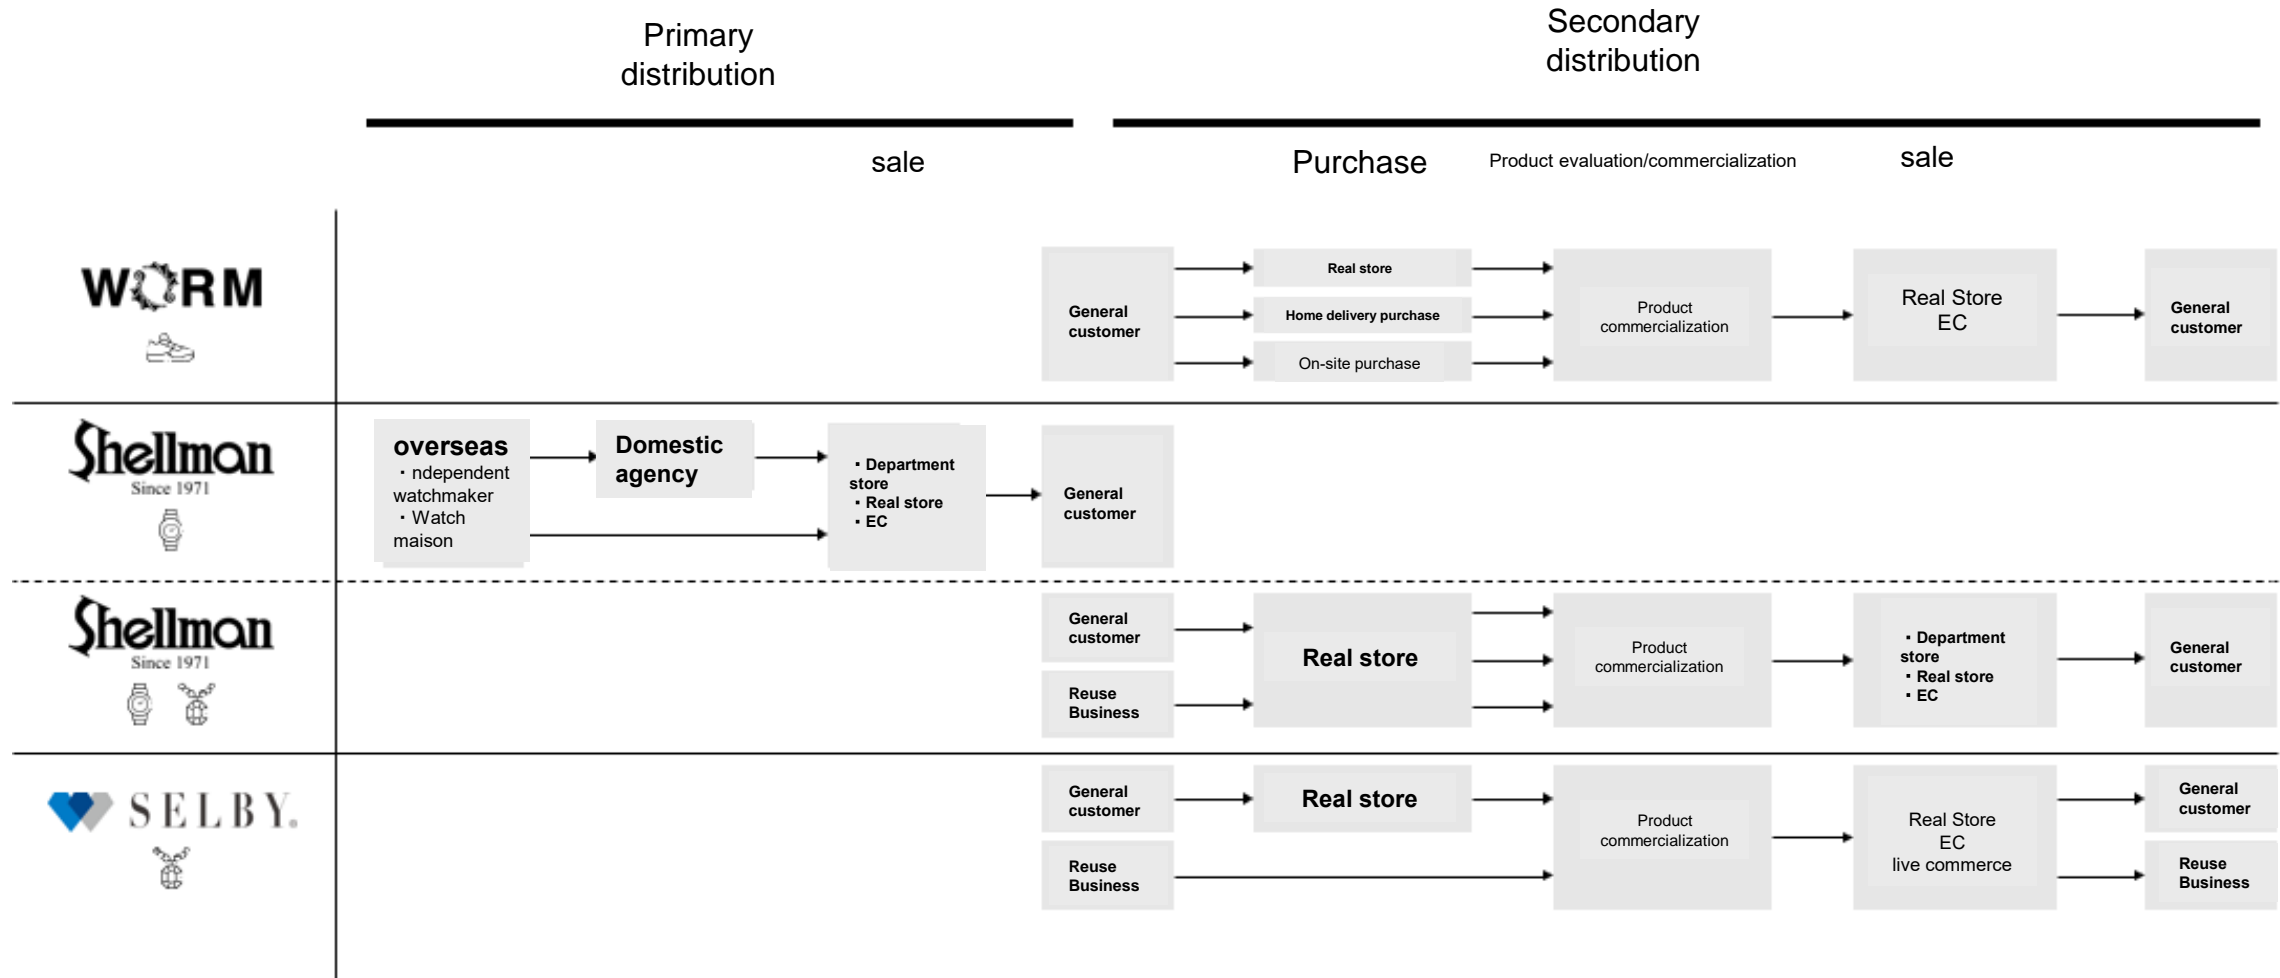 Primary
distribution
Secondary
distribution
sale
Purchase
Product evaluation/commercialization
sale
WORM
General
customer
Real store
Home delivery purchase
On-site purchase
Product
commercialization
Real Store
EC
General
customer
Shellman
Since 1971
overseas
・ndependent
watchmaker
・Watch
maison
Domestic
agency
・Department
store
・Real store
・EC
General
customer
Shellman
Since 1971
General
customer
Reuse
Business
Real store
Product
commercialization
・Department
store
・Real store
・EC
General
customer
SELBY.
General
customer
Reuse
Business
Real store
Product
commercialization
Real Store
EC
live commerce
General
customer
Reuse
Business